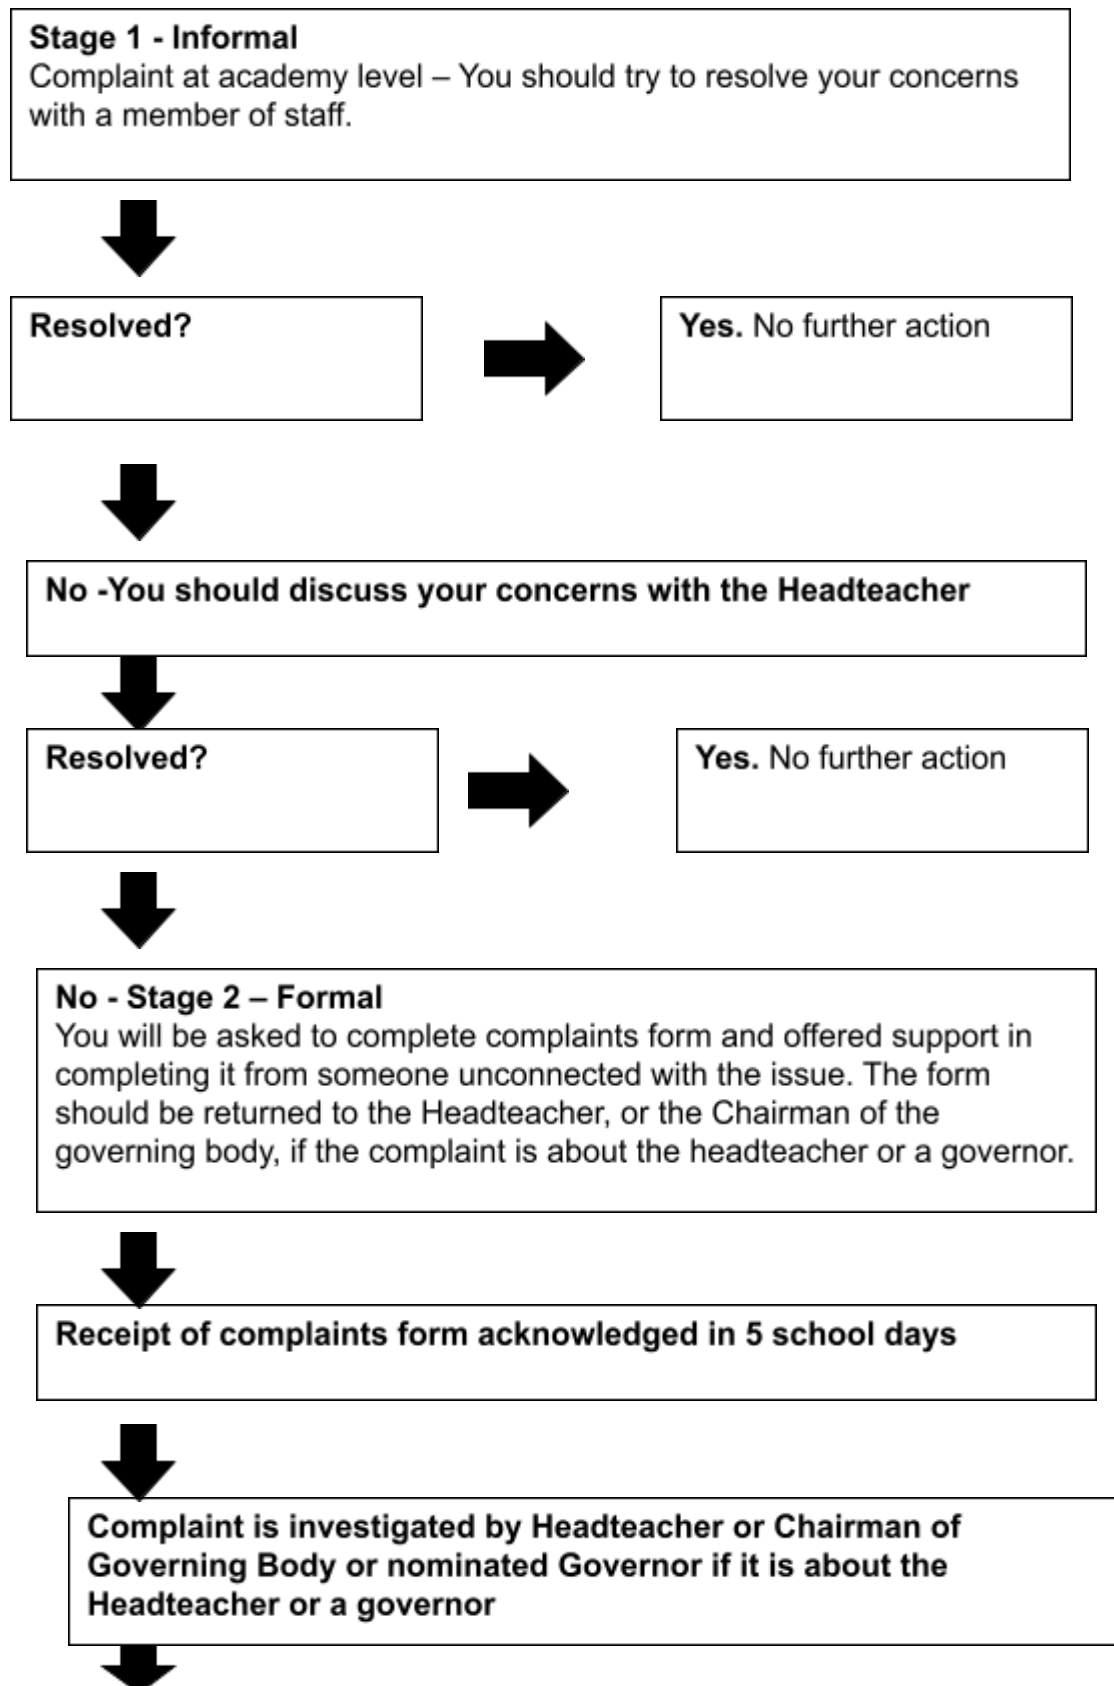 Stage 1 - Informal
Complaint at academy level – You should try to resolve your concerns
with a member of staff.
Resolved?
Yes. No further action
No -You should discuss your concerns with the Headteacher
Resolved?
Yes. No further action
No - Stage 2 – Formal
You will be asked to complete complaints form and offered support in
completing it from someone unconnected with the issue. The form
should be returned to the Headteacher, or the Chairman of the
governing body, if the complaint is about the headteacher or a governor.
Receipt of complaints form acknowledged in 5 school days
Complaint is investigated by Headteacher or Chairman of
Governing Body or nominated Governor if it is about the
Headteacher or a governor